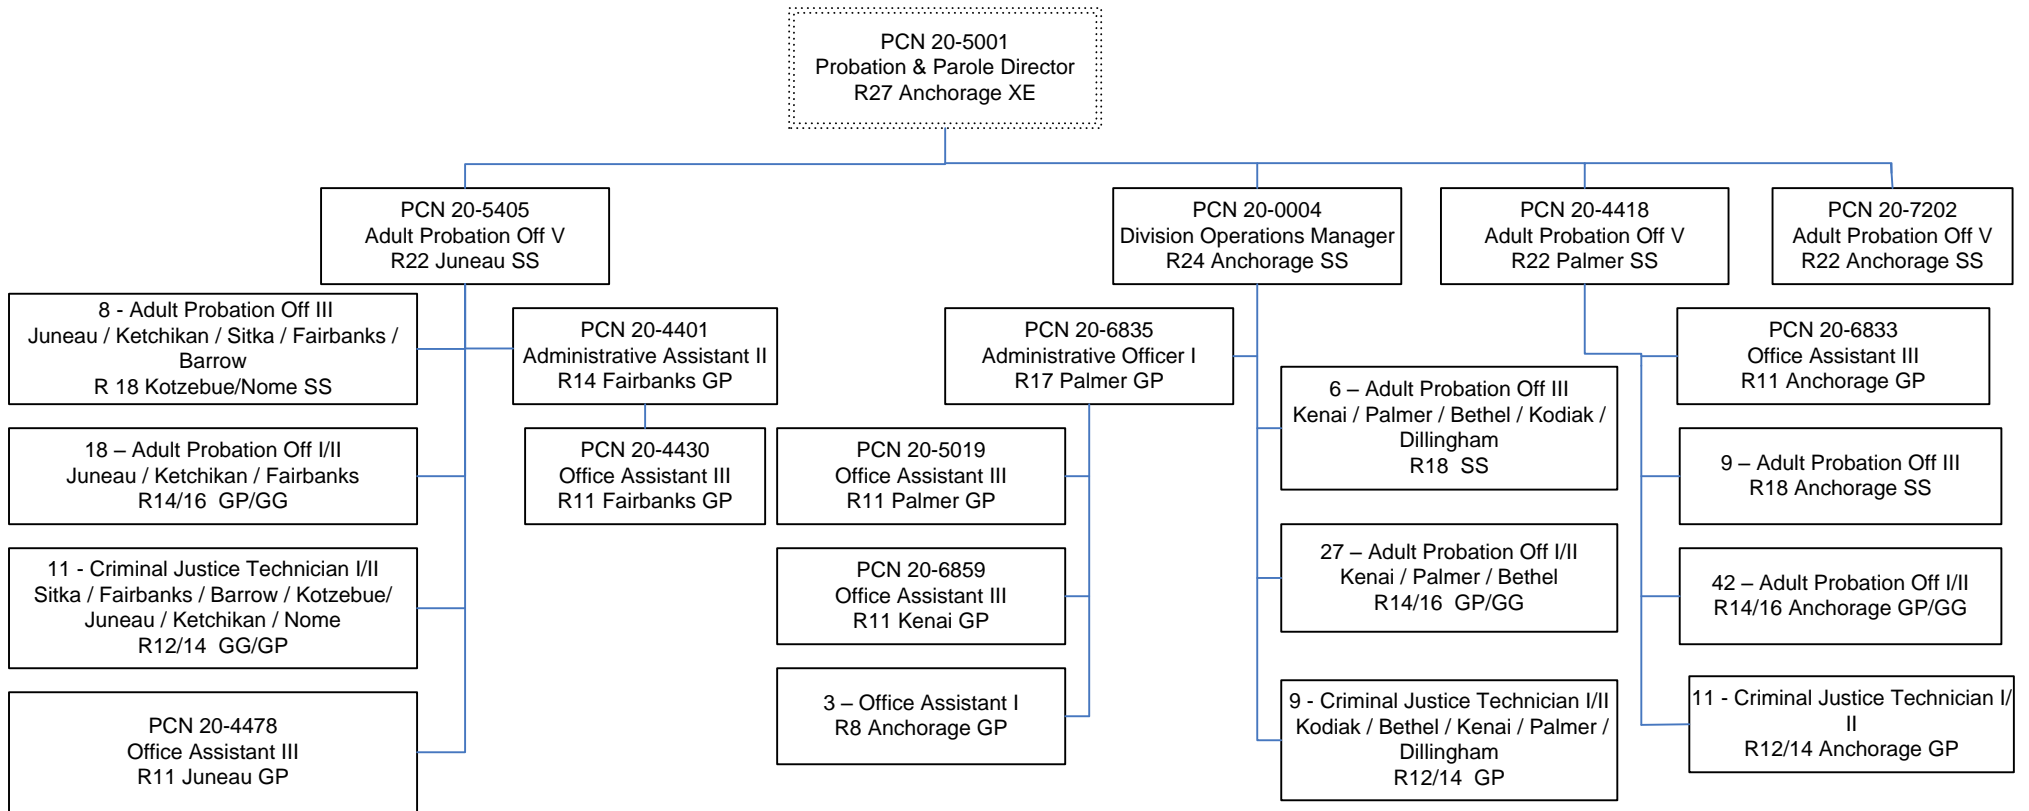 PCN 20-5001
Probation & Parole Director
R27 Anchorage XE
PCN 20-5405
Adult Probation Off V
R22 Juneau SS
PCN 20-0004
Division Operations Manager
R24 Anchorage SS
PCN 20-4418
Adult Probation Off V
R22 Palmer SS
PCN 20-7202
Adult Probation Off V
R22 Anchorage SS
8 - Adult Probation Off III
Juneau / Ketchikan / Sitka / Fairbanks /
Barrow
R 18 Kotzebue/Nome SS
PCN 20-4401
Administrative Assistant II
R14 Fairbanks GP
PCN 20-6835
Administrative Officer I
R17 Palmer GP
6 – Adult Probation Off III
Kenai / Palmer / Bethel / Kodiak /
Dillingham
R18  SS
PCN 20-6833
Office Assistant III
R11 Anchorage GP
18 – Adult Probation Off I/II
Juneau / Ketchikan / Fairbanks
R14/16  GP/GG
PCN 20-4430
Office Assistant III
R11 Fairbanks GP
PCN 20-5019
Office Assistant III
R11 Palmer GP
9 – Adult Probation Off III
R18 Anchorage SS
11 - Criminal Justice Technician I/II
Sitka / Fairbanks / Barrow / Kotzebue/
Juneau / Ketchikan / Nome
R12/14  GG/GP
PCN 20-6859
Office Assistant III
R11 Kenai GP
27 – Adult Probation Off I/II
Kenai / Palmer / Bethel
R14/16  GP/GG
42 – Adult Probation Off I/II
R14/16 Anchorage GP/GG
PCN 20-4478
Office Assistant III
R11 Juneau GP
3 – Office Assistant I
R8 Anchorage GP
9 - Criminal Justice Technician I/II
Kodiak / Bethel / Kenai / Palmer /
Dillingham
R12/14  GP
11 - Criminal Justice Technician I/
II
R12/14 Anchorage GP